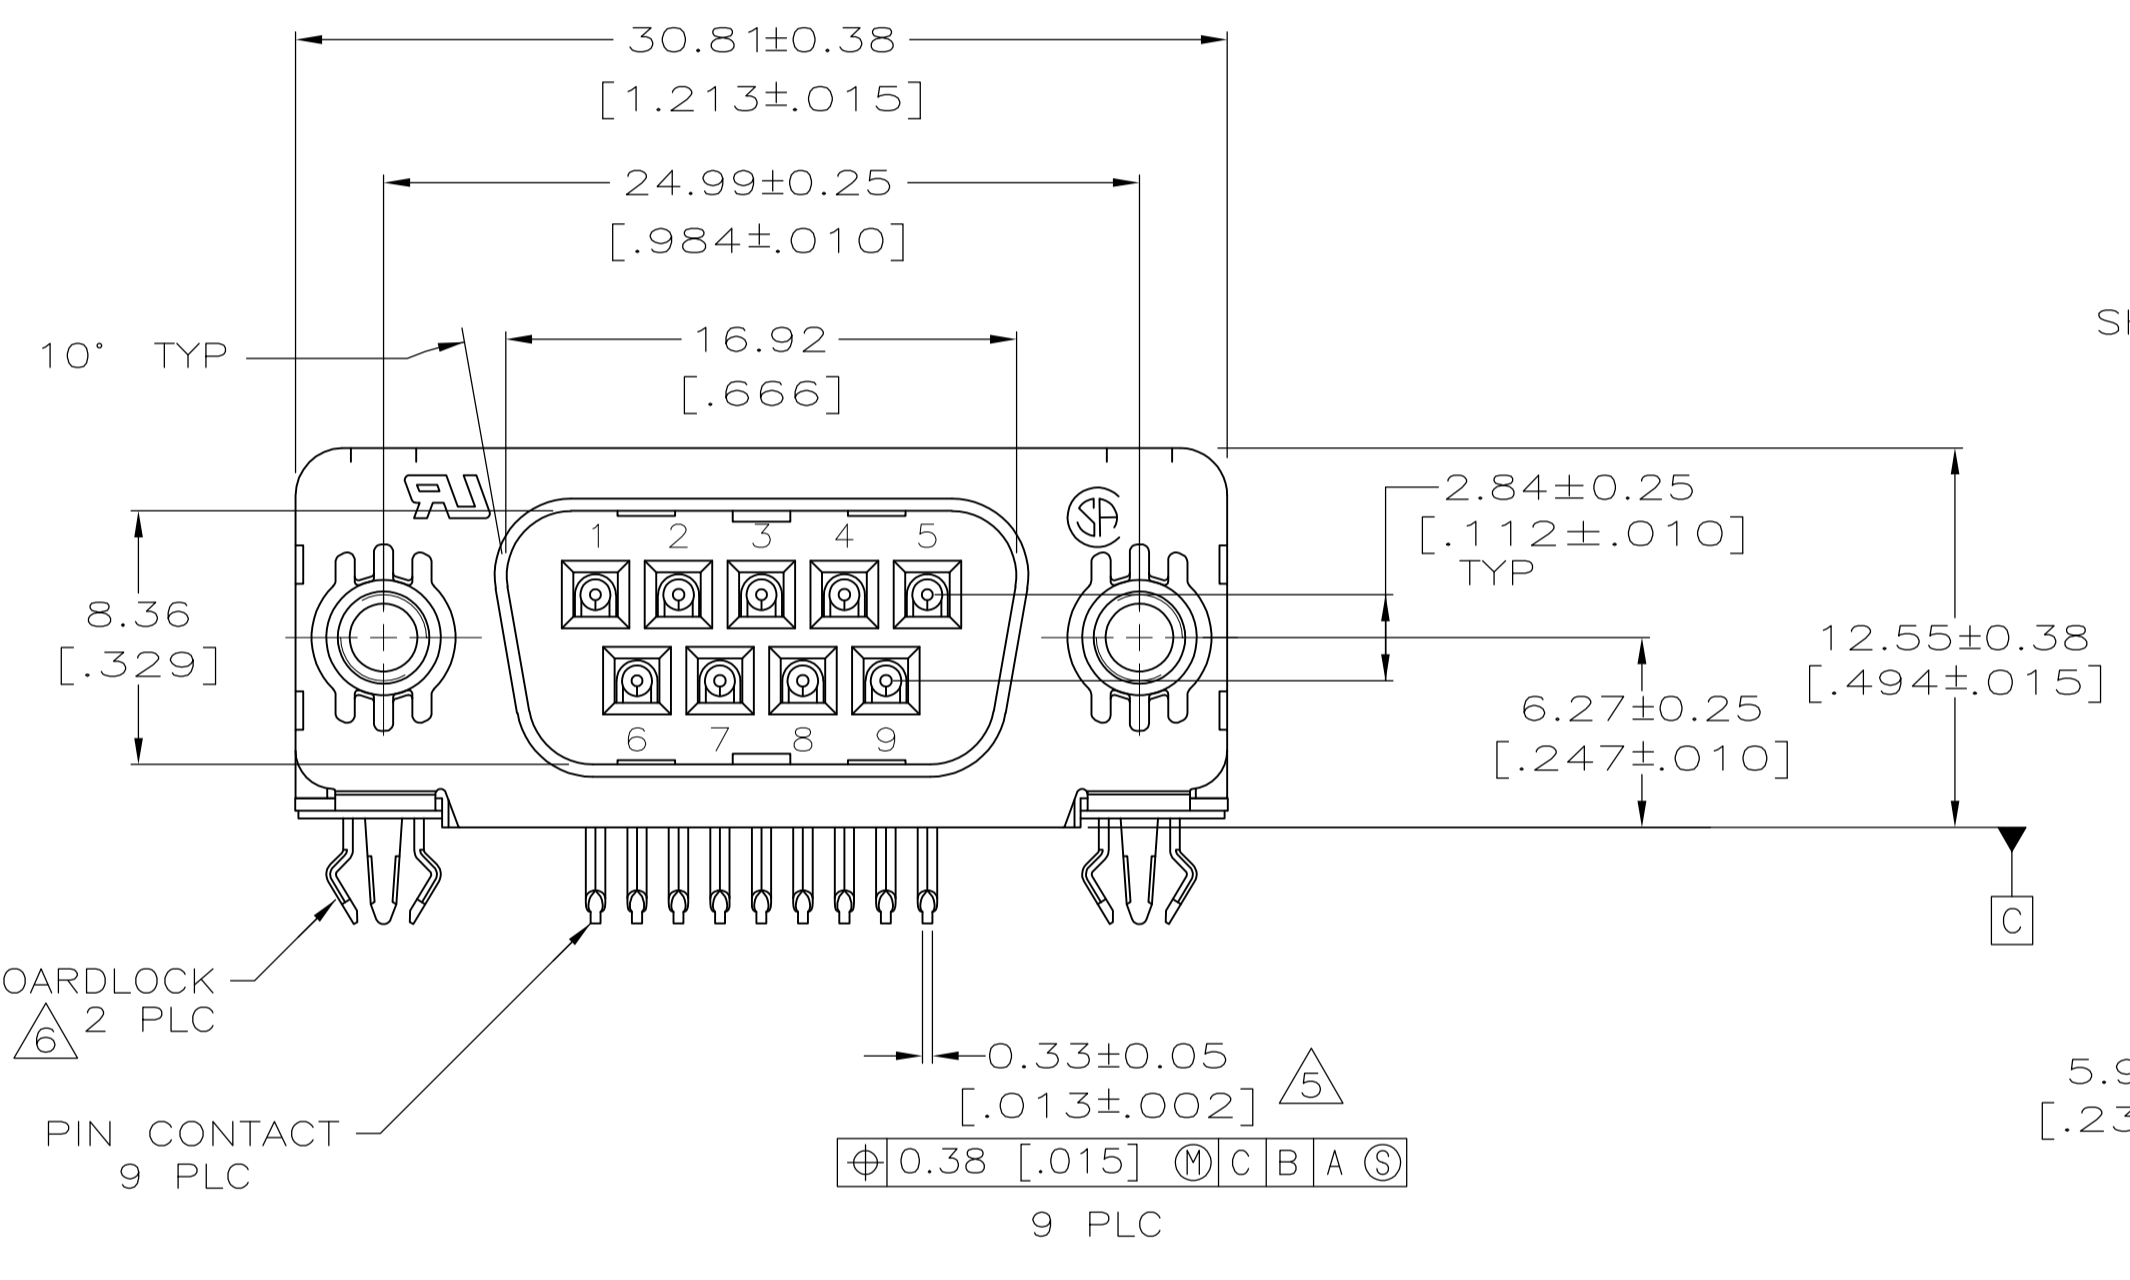 30.81±0.38
[1.213±.015]
24.99±0.25
[.984±.010]
10° TYP
16.92
[.666]
1 2 3 4 5
2.84±0.25
[.112±.010]
TYP
8.36
[.329]
12.55±0.38
[.494±.015]
6.27±0.25
[.247±.010]
6 7 8 9
C
OARDLOCK
6 2 PLC
0.33±0.05
[.013±.002] 5
PIN CONTACT
9 PLC
⌖ 0.38 [.015] Ⓜ C B A Ⓢ
9 PLC
5.9
[.23